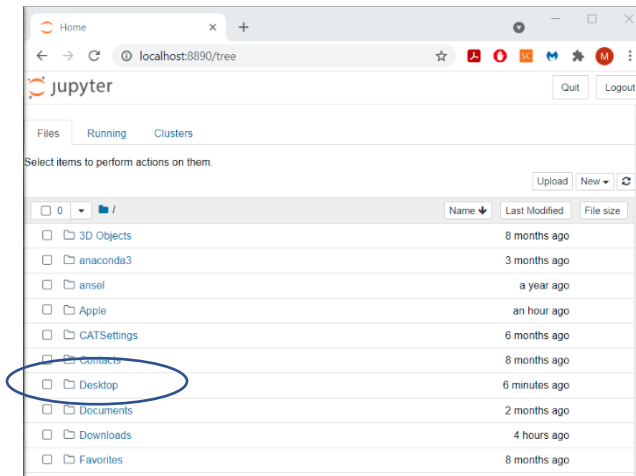 Home
localhost:8890/tree
SC
M
jupyter
Quit Logout
Files Running Clusters
Select items to perform actions on them.
Upload New
0 / Name Last Modified File size
3D Objects 8 months ago
anaconda3 3 months ago
ansel a year ago
Apple an hour ago
CATSettings 6 months ago
Contacts 8 months ago
Desktop 6 minutes ago
Documents 2 months ago
Downloads 4 hours ago
Favorites 8 months ago